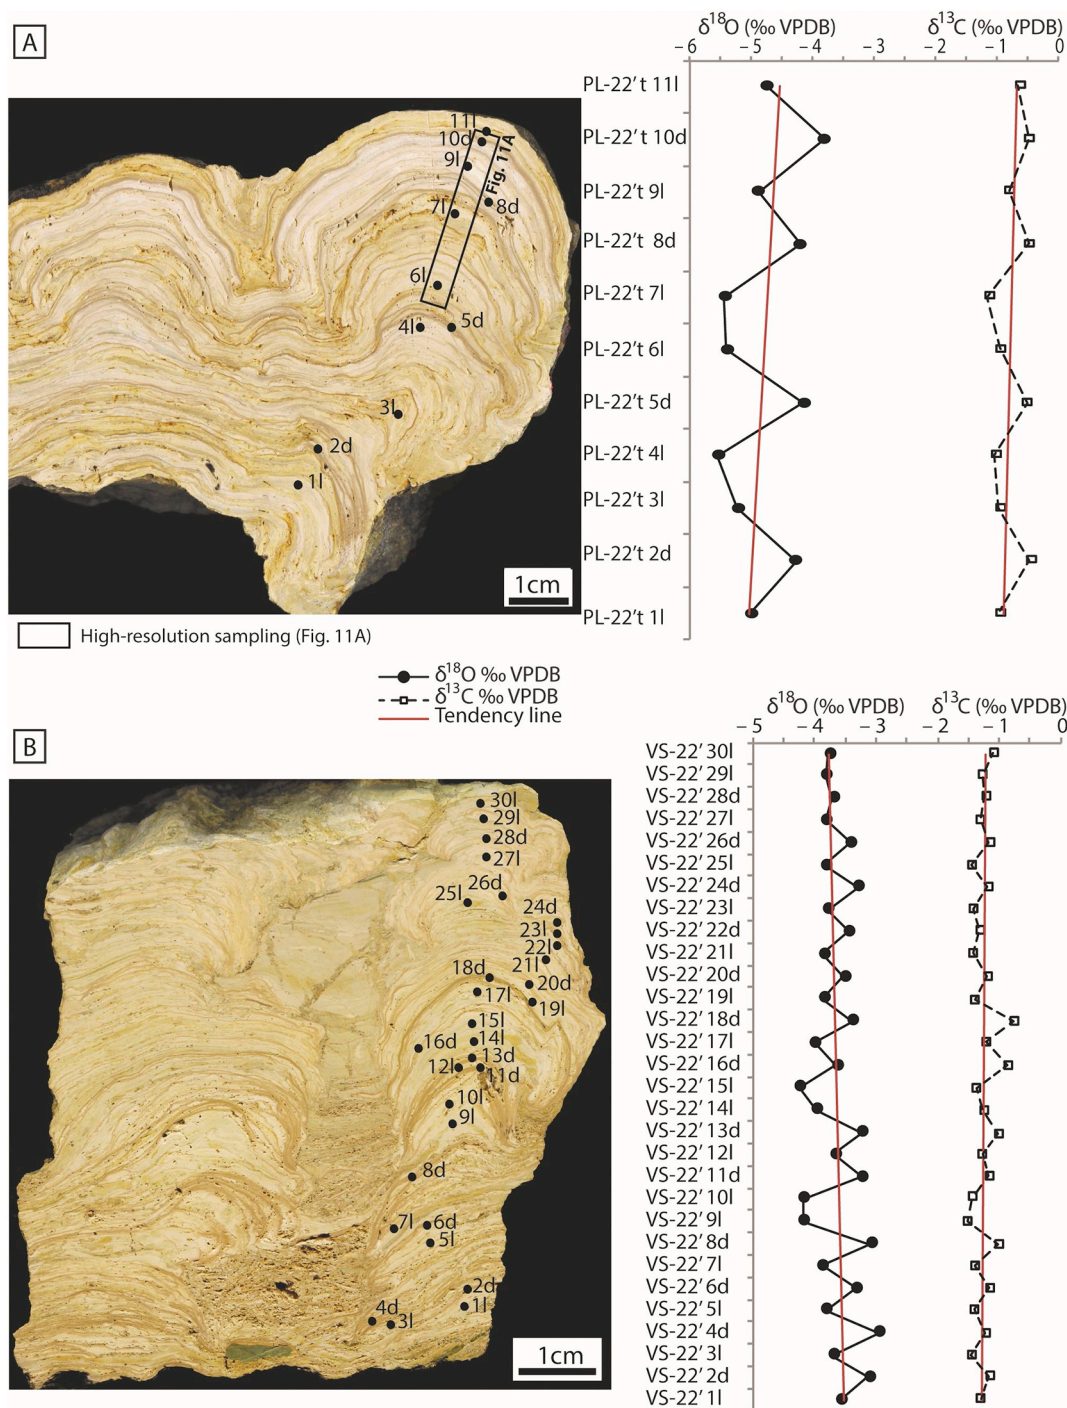 A
δ18O (‰ VPDB)
δ13C (‰ VPDB)
−6 −5 −4 −3
−2 −1 0
PL-22't 11l
PL-22't 10d
PL-22't 9l
PL-22't 8d
PL-22't 7l
PL-22't 6l
PL-22't 5d
PL-22't 4l
PL-22't 3l
PL-22't 2d
PL-22't 1l
11l
10d
9l
Fig. 11A
7l
8d
6l
4l
5d
3l
2d
1l
1cm
High-resolution sampling (Fig. 11A)
δ18O ‰ VPDB
δ13C ‰ VPDB
Tendency line
B
δ18O (‰ VPDB)
δ13C (‰ VPDB)
−5 −4 −3
−2 −1 0
VS-22' 30l
VS-22' 29l
VS-22' 28d
VS-22' 27l
VS-22' 26d
VS-22' 25l
VS-22' 24d
VS-22' 23l
VS-22' 22d
VS-22' 21l
VS-22' 20d
VS-22' 19l
VS-22' 18d
VS-22' 17l
VS-22' 16d
VS-22' 15l
VS-22' 14l
VS-22' 13d
VS-22' 12l
VS-22' 11d
VS-22' 10l
VS-22' 9l
VS-22' 8d
VS-22' 7l
VS-22' 6d
VS-22' 5l
VS-22' 4d
VS-22' 3l
VS-22' 2d
VS-22' 1l
30l
29l
28d
27l
26d
25l
24d
23l
22l
21l
18d
20d
17l
19l
15l
14l
16d
13d
12l
11d
10l
9l
8d
7l
6d
5l
2d
1l
4d
3l
1cm